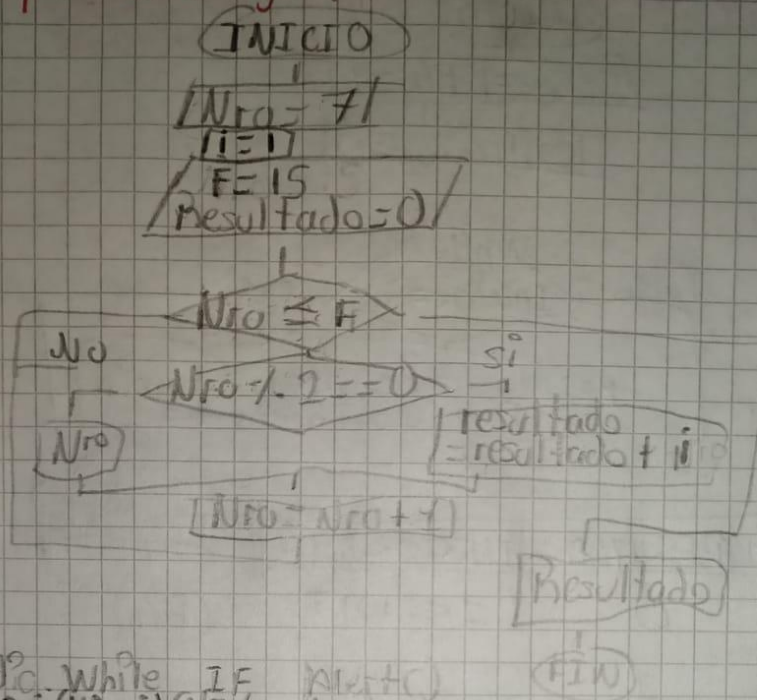 INICIO
Nro = 7
i = 1
F = 15
Resultado = 0
Nro ≤ F
No
Si
Nro % 2 == 0
resultado
= resultado + i
Nro
Nro = Nro + 1
Resultado
FIN
While IF